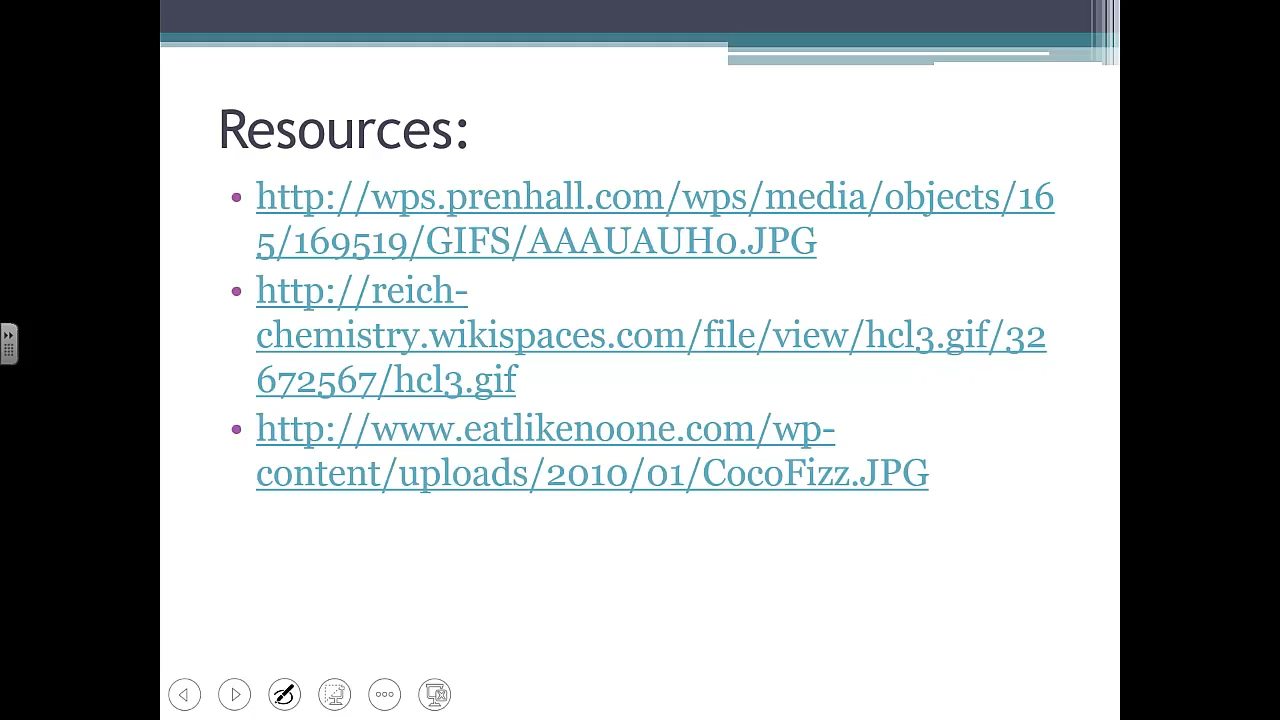 Resources:
http://wps.prenhall.com/wps/media/objects/16
5/169519/GIFS/AAAUAUH0.JPG
http://reich-
chemistry.wikispaces.com/file/view/hcl3.gif/32
672567/hcl3.gif
http://www.eatlikenoone.com/wp-
content/uploads/2010/01/CocoFizz.JPG